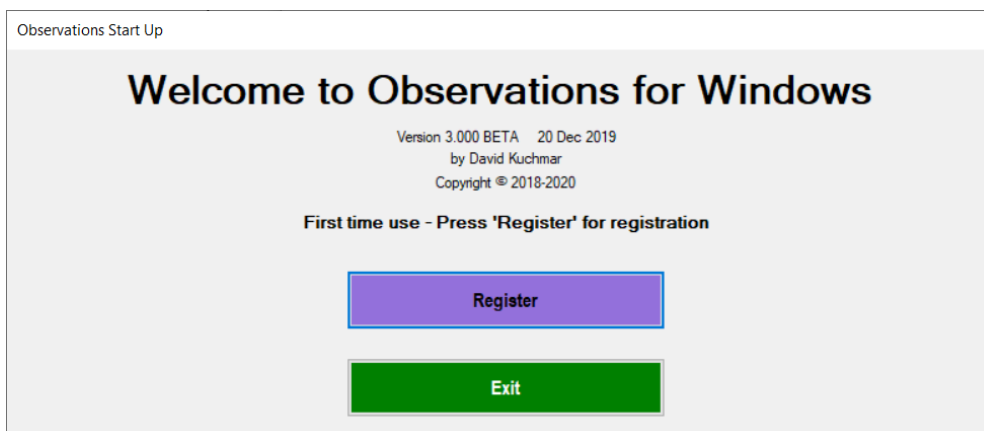 Observations Start Up
Welcome to Observations for Windows
Version 3.000 BETA 20 Dec 2019
by David Kuchmar
Copyright © 2018-2020
First time use - Press 'Register' for registration
Register
Exit